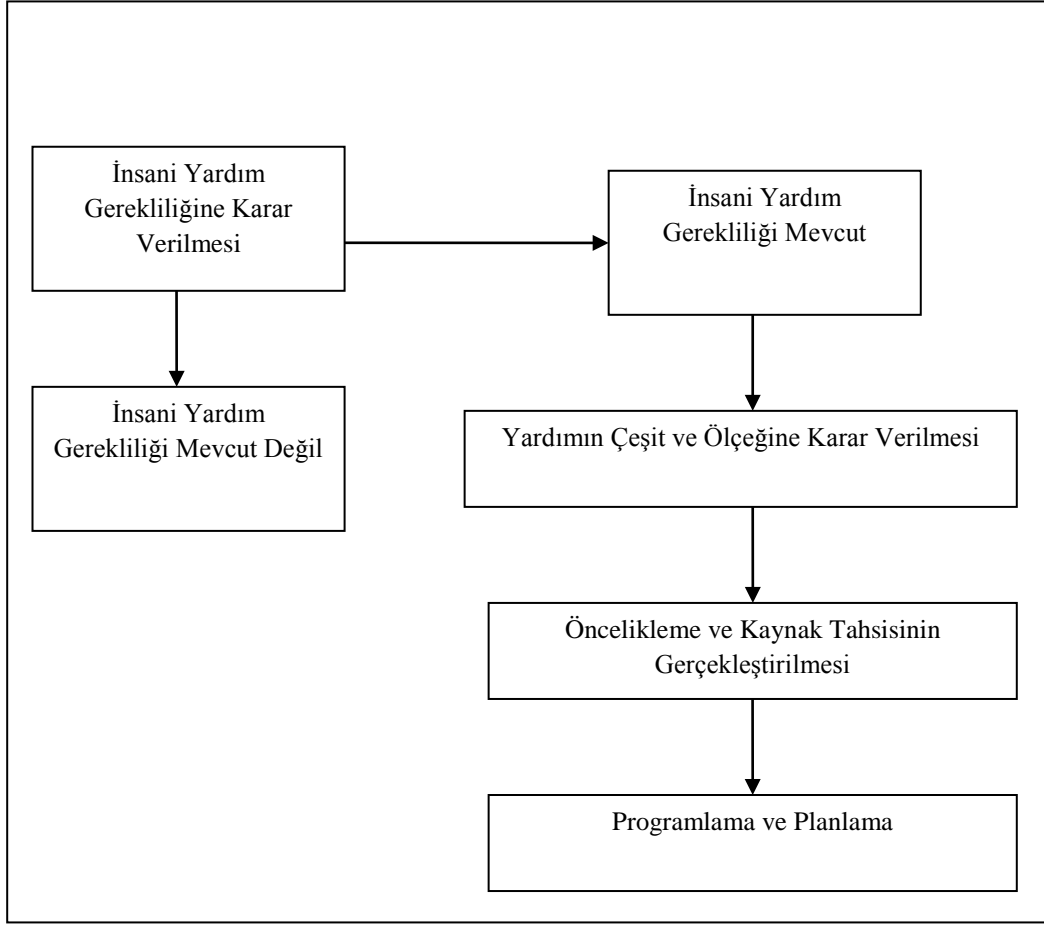 İnsani Yardım
Gerekliliğine Karar
Verilmesi
İnsani Yardım
Gerekliliği Mevcut
İnsani Yardım
Gerekliliği Mevcut Değil
Yardımın Çeşit ve Ölçeğine Karar Verilmesi
Öncelikleme ve Kaynak Tahsisinin
Gerçekleştirilmesi
Programlama ve Planlama